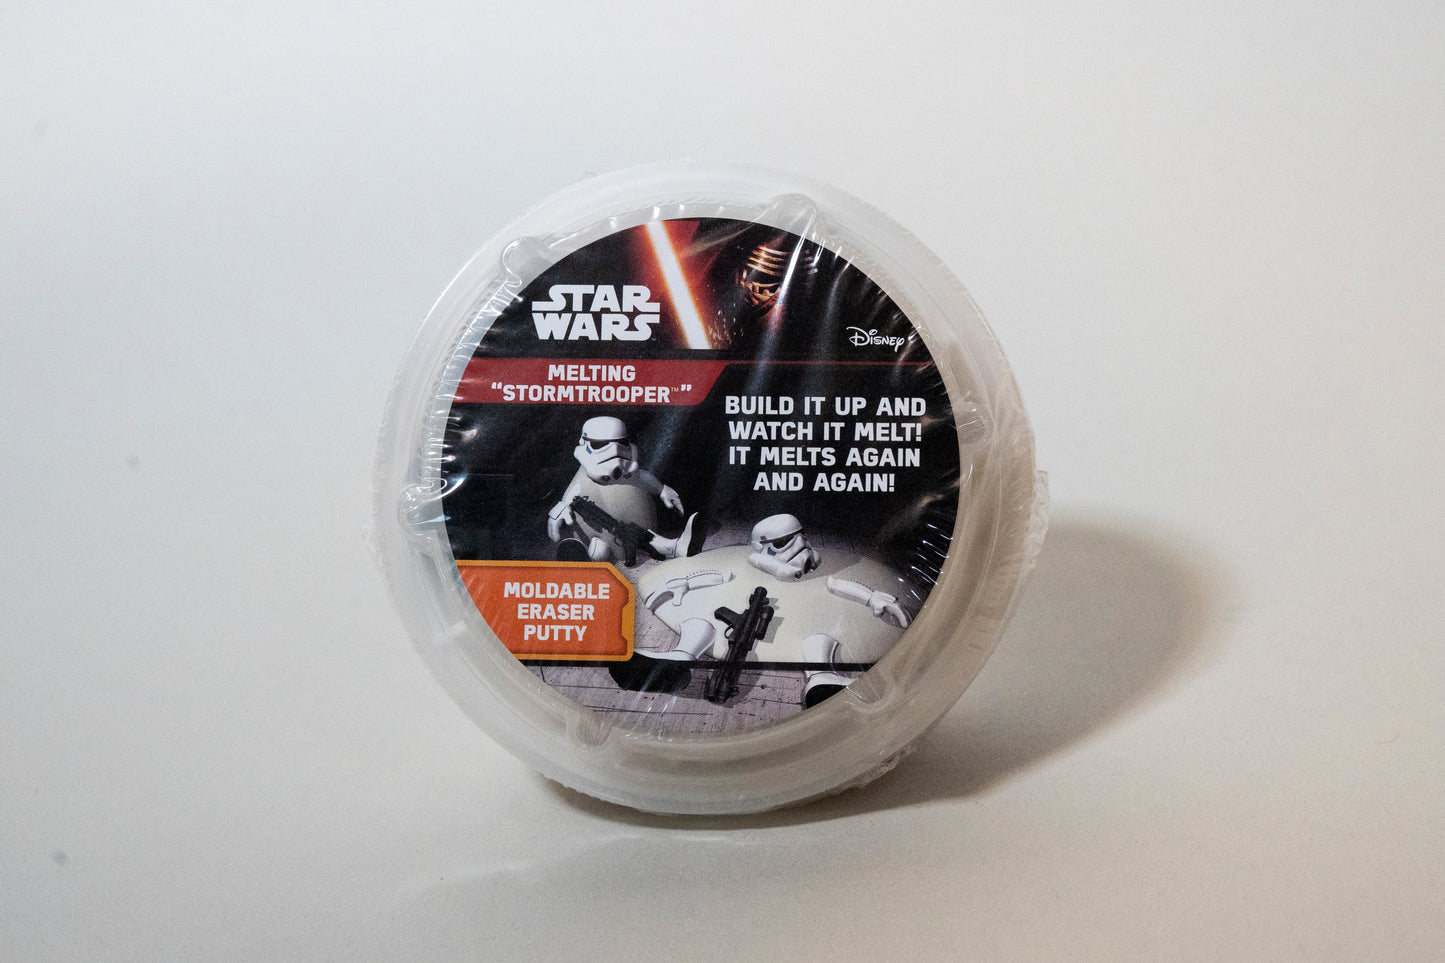 STAR
WARS
Disney
MELTING
“STORMTROOPER™”
BUILD IT UP AND
WATCH IT MELT!
IT MELTS AGAIN
AND AGAIN!
MOLDABLE
ERASER
PUTTY